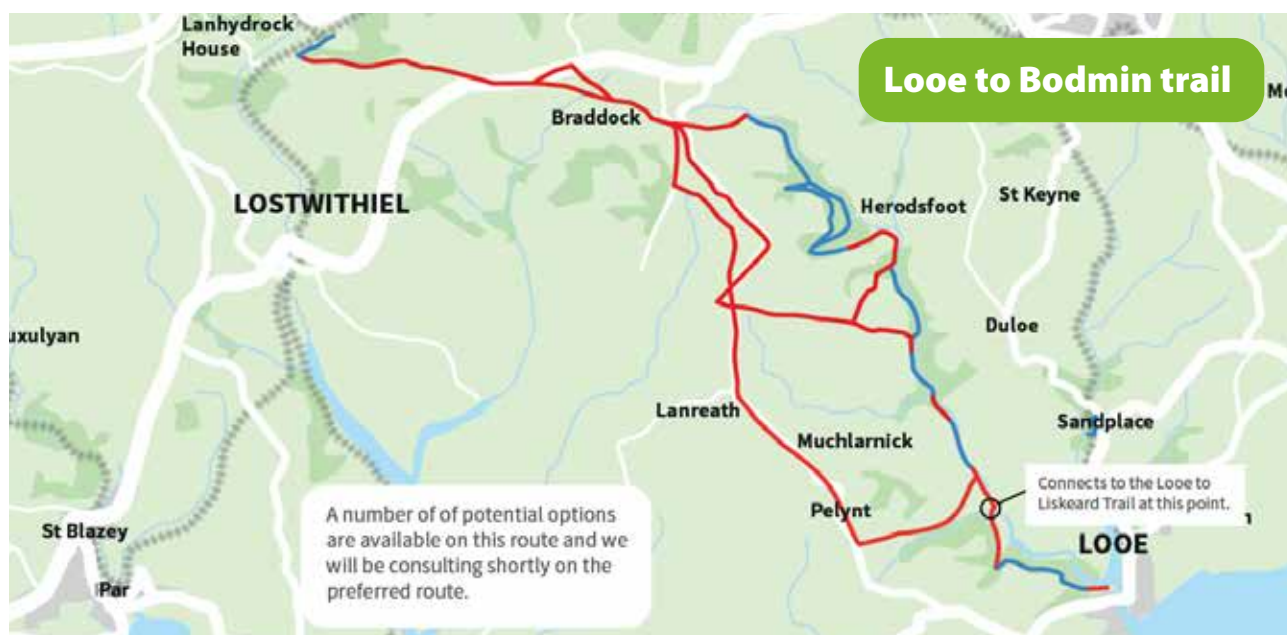 Lanhydrock
House
Looe to Bodmin trail
Braddock
LOSTWITHIEL
Herodsfoot
St Keyne
uxulyan
Duloe
Lanreath
Sandplace
Muchlarnick
Connects to the Looe to
Liskeard Trail at this point.
Pelynt
A number of of potential options
are available on this route and we
will be consulting shortly on the
preferred route.
St Blazey
LOOE
Par